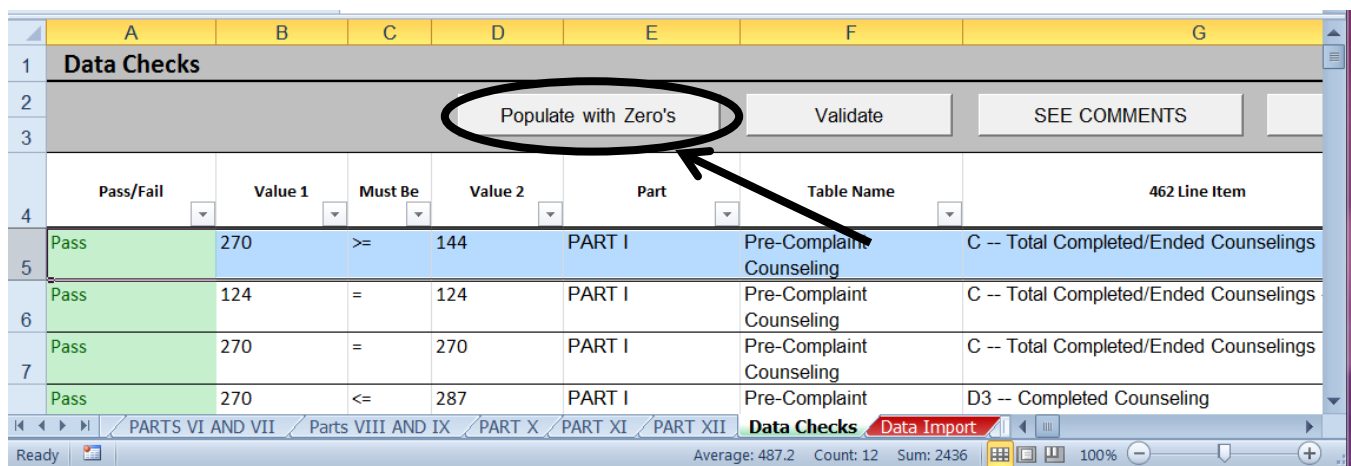 A B C D E F G
1 Data Checks
2 Populate with Zero's Validate SEE COMMENTS
3
4 Pass/Fail Value 1 Must Be Value 2 Part Table Name 462 Line Item
5 Pass 270 >= 144 PART I Pre-Complaint Counseling C -- Total Completed/Ended Counselings
6 Pass 124 = 124 PART I Pre-Complaint Counseling C -- Total Completed/Ended Counselings
7 Pass 270 = 270 PART I Pre-Complaint Counseling C -- Total Completed/Ended Counselings
Pass 270 <= 287 PART I Pre-Complaint D3 -- Completed Counseling
PARTS VI AND VII Parts VIII AND IX PART X PART XI PART XII Data Checks Data Import
Ready Average: 487.2 Count: 12 Sum: 2436 100%